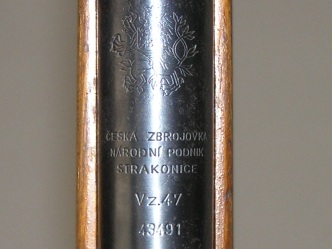 ČESKÁ ZBROJOVKA
NÁRODNÍ PODNIK
STRAKONICE
Vz.47
43491